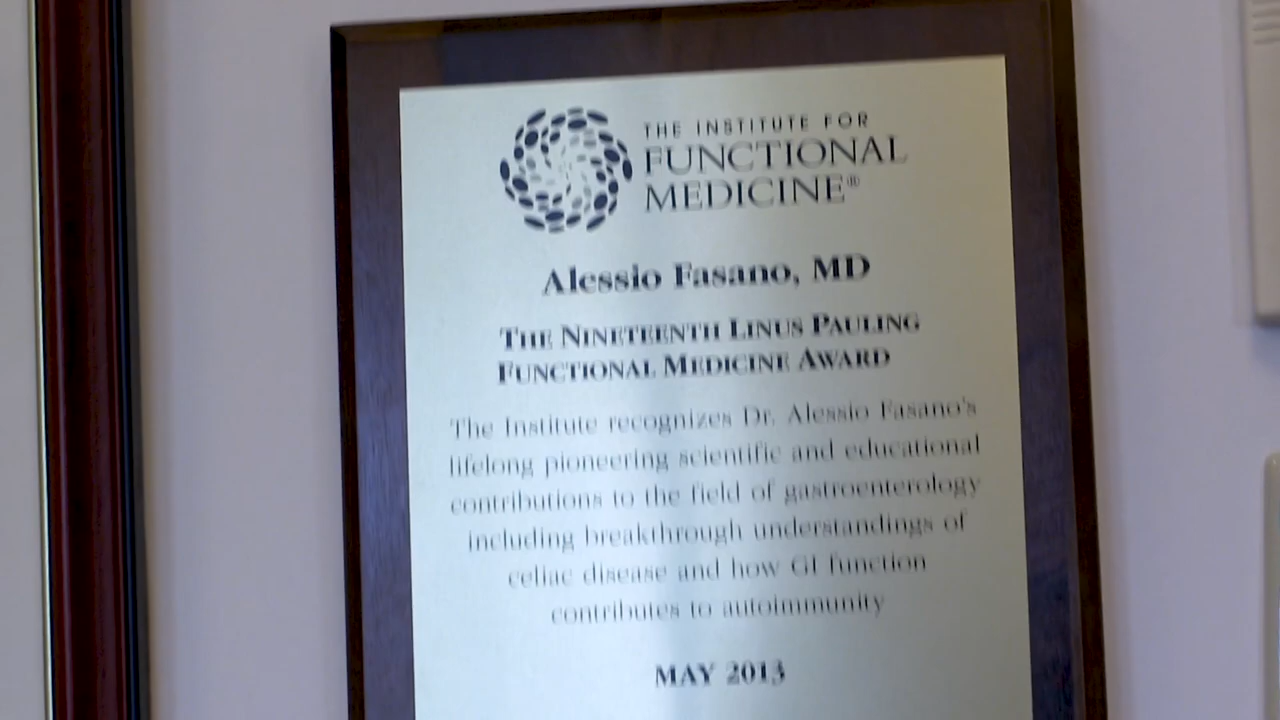 THE INSTITUTE FOR
FUNCTIONAL
MEDICINE®
Alessio Fasano, MD
THE NINETEENTH LINUS PAULING
FUNCTIONAL MEDICINE AWARD
The Institute recognizes Dr. Alessio Fasano's
lifelong pioneering scientific and educational
contributions to the field of gastroenterology
including breakthrough understandings of
celiac disease and how GI function
contributes to autoimmunity
MAY 2013